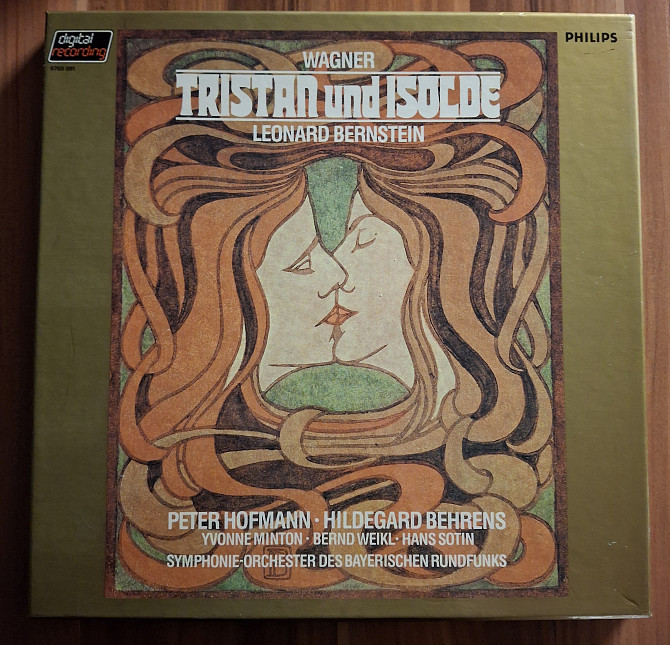 digital
recording
PHILIPS
WAGNER
TRISTAN und ISOLDE
LEONARD BERNSTEIN
PETER HOFMANN · HILDEGARD BEHRENS
YVONNE MINTON · BERND WEIKL · HANS SOTIN
SYMPHONIE-ORCHESTER DES BAYERISCHEN RUNDFUNKS